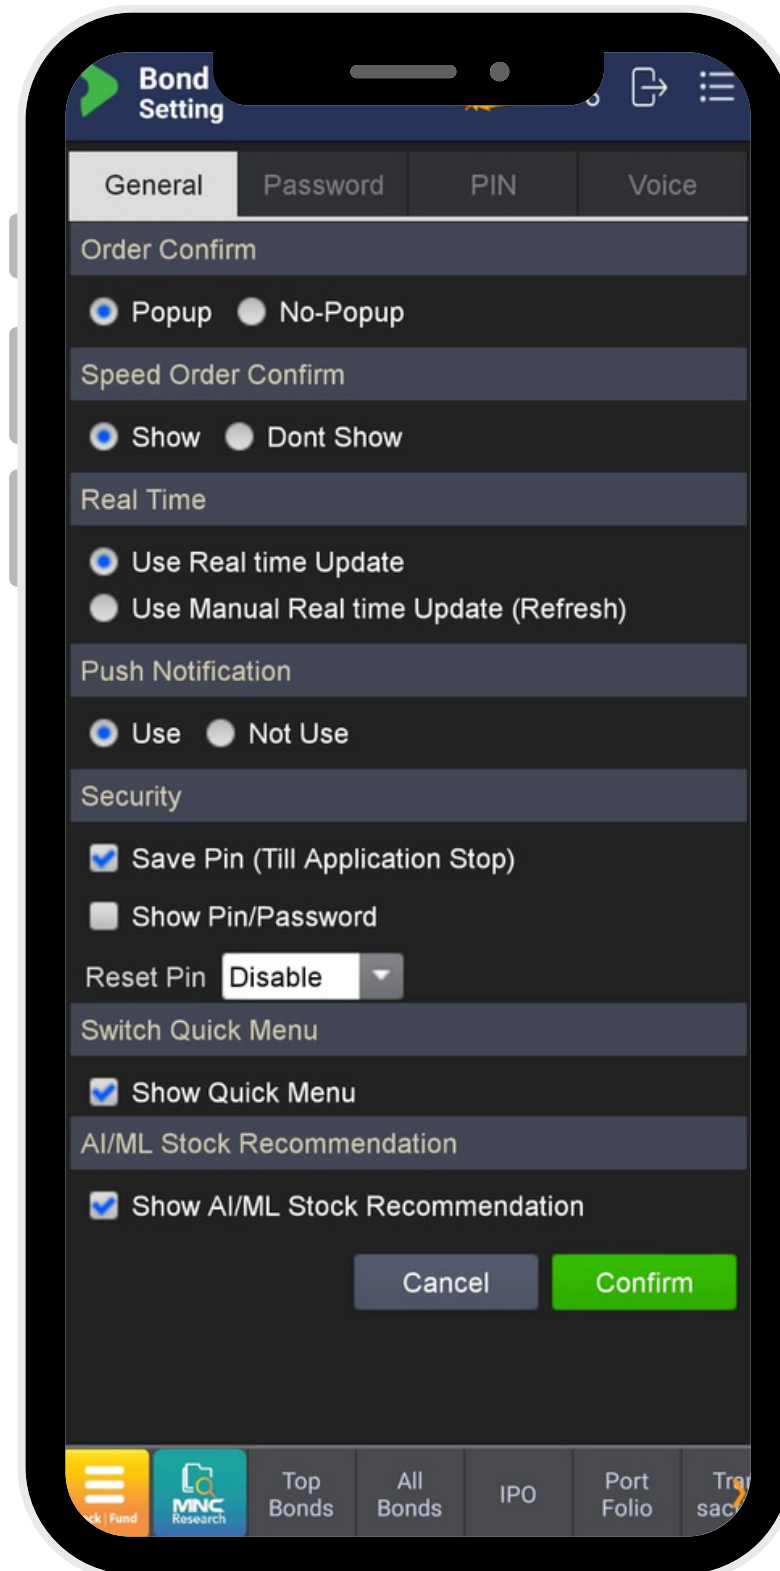 Bond
Setting
General Password PIN Voice
Order Confirm
Popup No-Popup
Speed Order Confirm
Show Dont Show
Real Time
Use Real time Update
Use Manual Real time Update (Refresh)
Push Notification
Use Not Use
Security
Save Pin (Till Application Stop)
Show Pin/Password
Reset Pin Disable
Switch Quick Menu
Show Quick Menu
AI/ML Stock Recommendation
Show AI/ML Stock Recommendation
Cancel Confirm
Top All IPO Port
Bonds Bonds Folio
MNC
Research
Fund